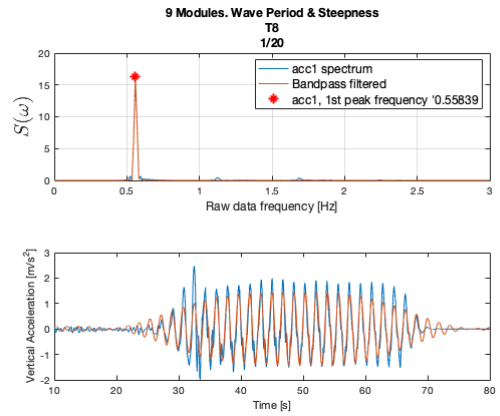 9 Modules. Wave Period & Steepness
T8
1/20
20
15
10
5
0
S(ω)
acc1 spectrum
Bandpass filtered
acc1, 1st peak frequency '0.55839
0 0.5 1 1.5 2 2.5 3
Raw data frequency [Hz]
3
2
1
0
-1
-2
Vertical Acceleration [m/s²]
10 20 30 40 50 60 70 80
Time [s]